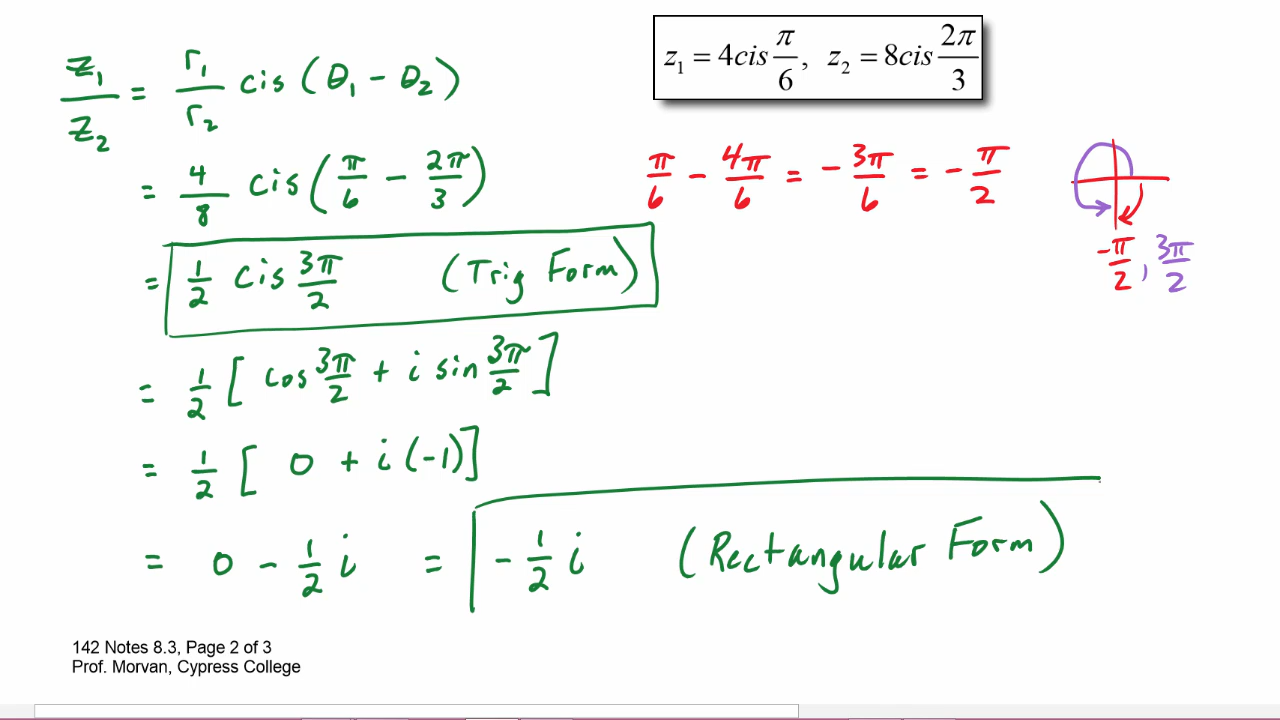 z₁ = 4cis π/6, z₂ = 8cis 2π/3
z₁/z₂ = r₁/r₂ cis (θ₁ - θ₂)
= 4/8 cis (π/6 - 2π/3)
π/6 - 4π/6 = - 3π/6 = - π/2
-π/2, 3π/2
= 1/2 cis 3π/2 (Trig Form)
= 1/2 [ cos 3π/2 + i sin 3π/2 ]
= 1/2 [ 0 + i (-1) ]
= 0 - 1/2 i = - 1/2 i (Rectangular Form)
142 Notes 8.3, Page 2 of 3
Prof. Morvan, Cypress College